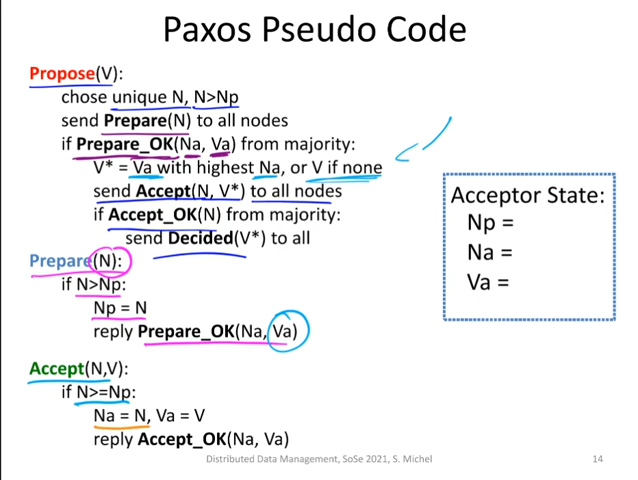 Paxos Pseudo Code
Propose(V):
chose unique N, N>Np
send Prepare(N) to all nodes
if Prepare_OK(Na, Va) from majority:
V* = Va with highest Na, or V if none
send Accept(N, V*) to all nodes
if Accept_OK(N) from majority:
send Decided(V*) to all
Prepare(N):
if N>Np:
Np = N
reply Prepare_OK(Na, Va)
Accept(N,V):
if N>=Np:
Na = N, Va = V
reply Accept_OK(Na, Va)
Acceptor State:
Np =
Na =
Va =
Distributed Data Management, SoSe 2021, S. Michel
14